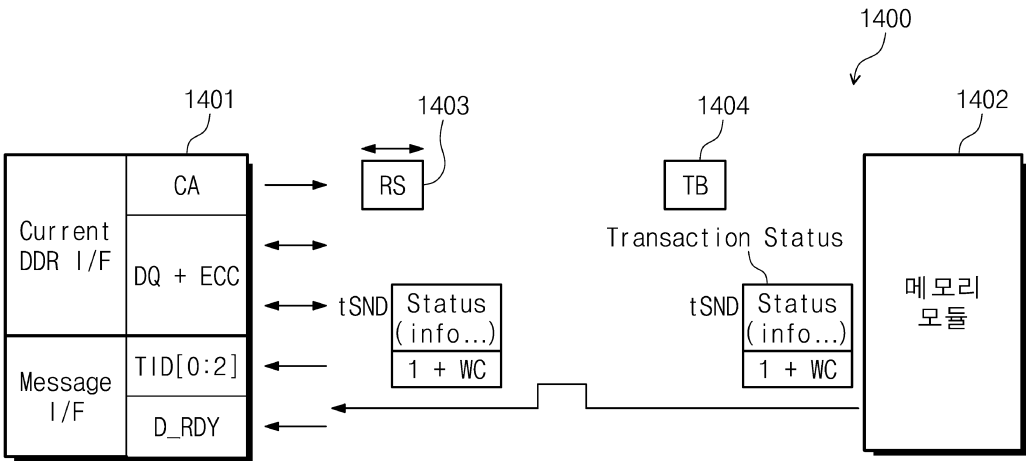 1400
1401
1403
1404
1402
CA
RS
TB
Current
DDR I/F
DQ + ECC
Transaction Status
메모리
모듈
tSND
Status
(info...)
1 + WC
tSND
Status
(info...)
1 + WC
Message
I/F
TID[0:2]
D_RDY